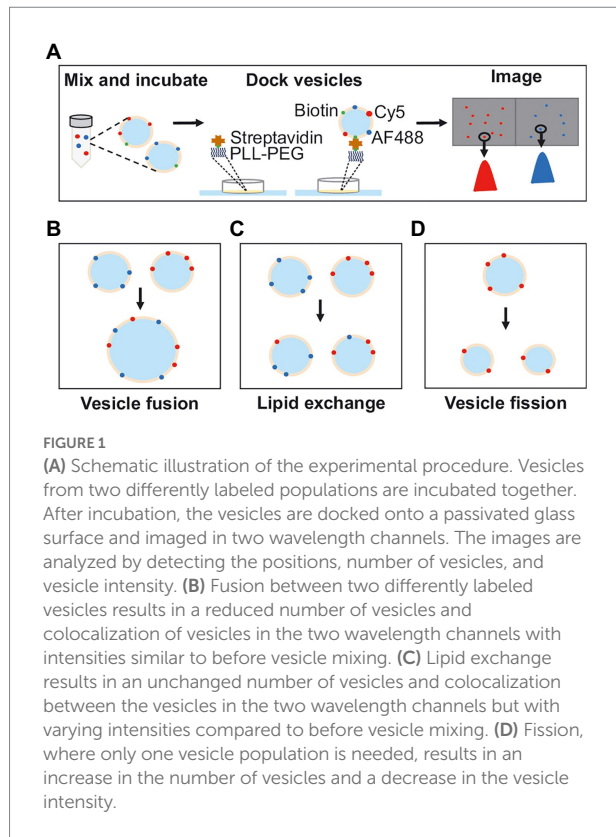 A
Mix and incubate
Dock vesicles
Image
Biotin
Cy5
Streptavidin
AF488
PLL-PEG
B
C
D
Vesicle fusion
Lipid exchange
Vesicle fission
FIGURE 1
(A) Schematic illustration of the experimental procedure. Vesicles
from two differently labeled populations are incubated together.
After incubation, the vesicles are docked onto a passivated glass
surface and imaged in two wavelength channels. The images are
analyzed by detecting the positions, number of vesicles, and
vesicle intensity. (B) Fusion between two differently labeled
vesicles results in a reduced number of vesicles and
colocalization of vesicles in the two wavelength channels with
intensities similar to before vesicle mixing. (C) Lipid exchange
results in an unchanged number of vesicles and colocalization
between the vesicles in the two wavelength channels but with
varying intensities compared to before vesicle mixing. (D) Fission,
where only one vesicle population is needed, results in an
increase in the number of vesicles and a decrease in the vesicle
intensity.